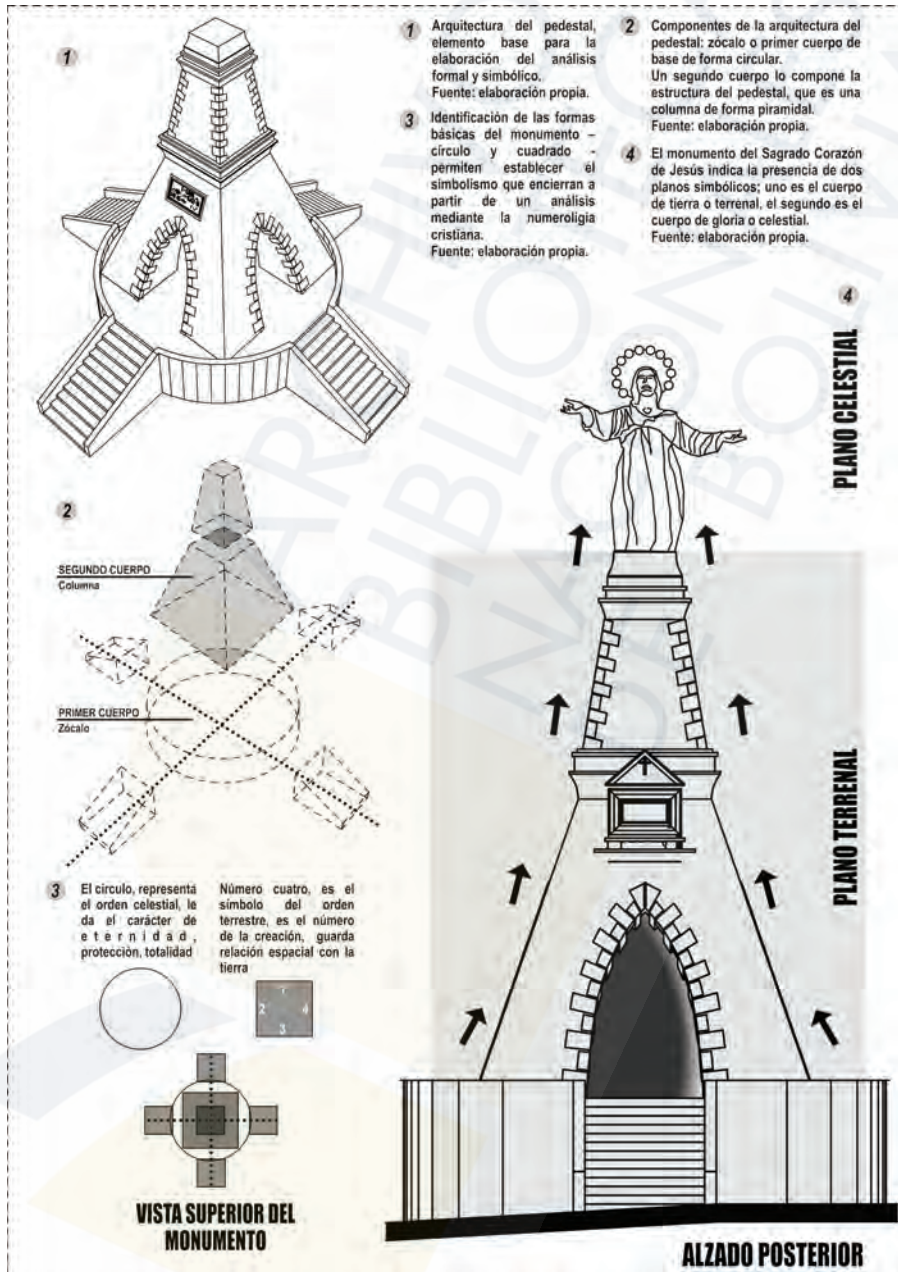 1
1 Arquitectura del pedestal,
elemento base para la
elaboración del análisis
formal y simbólico.
Fuente: elaboración propia.
3 Identificación de las formas
básicas del monumento –
círculo y cuadrado -
permiten establecer el
simbolismo que encierran a
partir de un análisis
mediante la numeroligía
cristiana.
Fuente: elaboración propia.
2 Componentes de la arquitectura del
pedestal: zócalo o primer cuerpo de
base de forma circular.
Un segundo cuerpo lo compone la
estructura del pedestal, que es una
columna de forma piramidal.
Fuente: elaboración propia.
4 El monumento del Sagrado Corazón
de Jesús indica la presencia de dos
planos simbólicos; uno es el cuerpo
de tierra o terrenal, el segundo es el
cuerpo de gloria o celestial.
Fuente: elaboración propia.
4
PLANO CELESTIAL
PLANO TERRENAL
2
SEGUNDO CUERPO
Columna
PRIMER CUERPO
Zócalo
3 El círculo, representa
el orden celestial, le
da el carácter de
eternidad,
protección, totalidad
Número cuatro, es el
símbolo del orden
terrestre, es el número
de la creación, guarda
relación espacial con la
tierra
1
2 4
3
VISTA SUPERIOR DEL
MONUMENTO
ALZADO POSTERIOR
ARCHIVO Y
BIBLIOTECA
NACIONAL
DE BOLIVIA